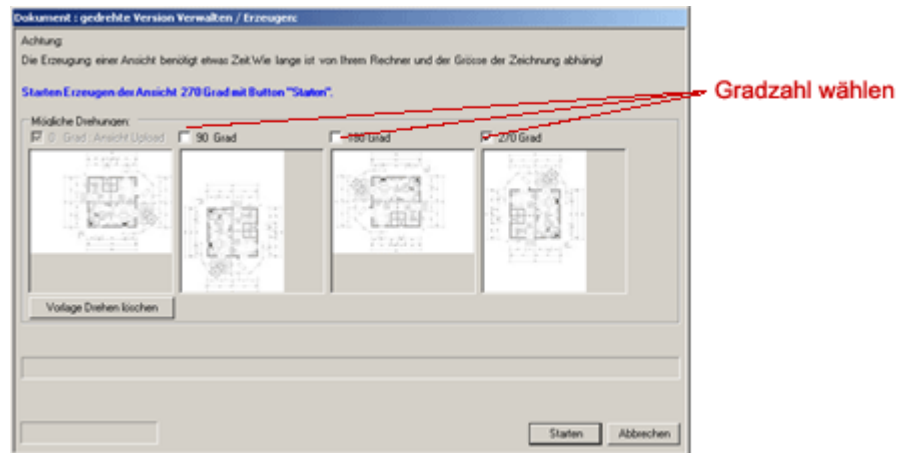 Dokument : gedrehte Version Verwalten / Erzeugen:
Achtung:
Die Erzeugung einer Ansicht benötigt etwas Zeit.Wie lange ist von Ihrem Rechner und der Grösse der Zeichnung abhänig!
Starten Erzeugen der Ansicht 270 Grad mit Button "Starten".
Gradzahl wählen
Mögliche Drehungen:
0 Grad : Ansicht Upload
90 Grad
180 Grad
270 Grad
Vorlage Drehen löschen
Starten
Abbrechen